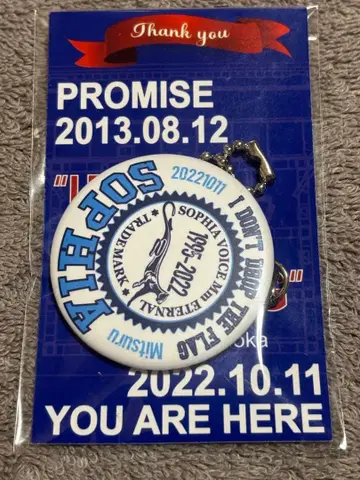 Thank you
PROMISE
2013.08.12
SOPHIA
20221011
I DON'T DROP THE FLAG
Mitsuru
SOPHIA VOICE Mm ETERNAL
★ TRADEMARK ★
1995-2022
2022.10.11
YOU ARE HERE